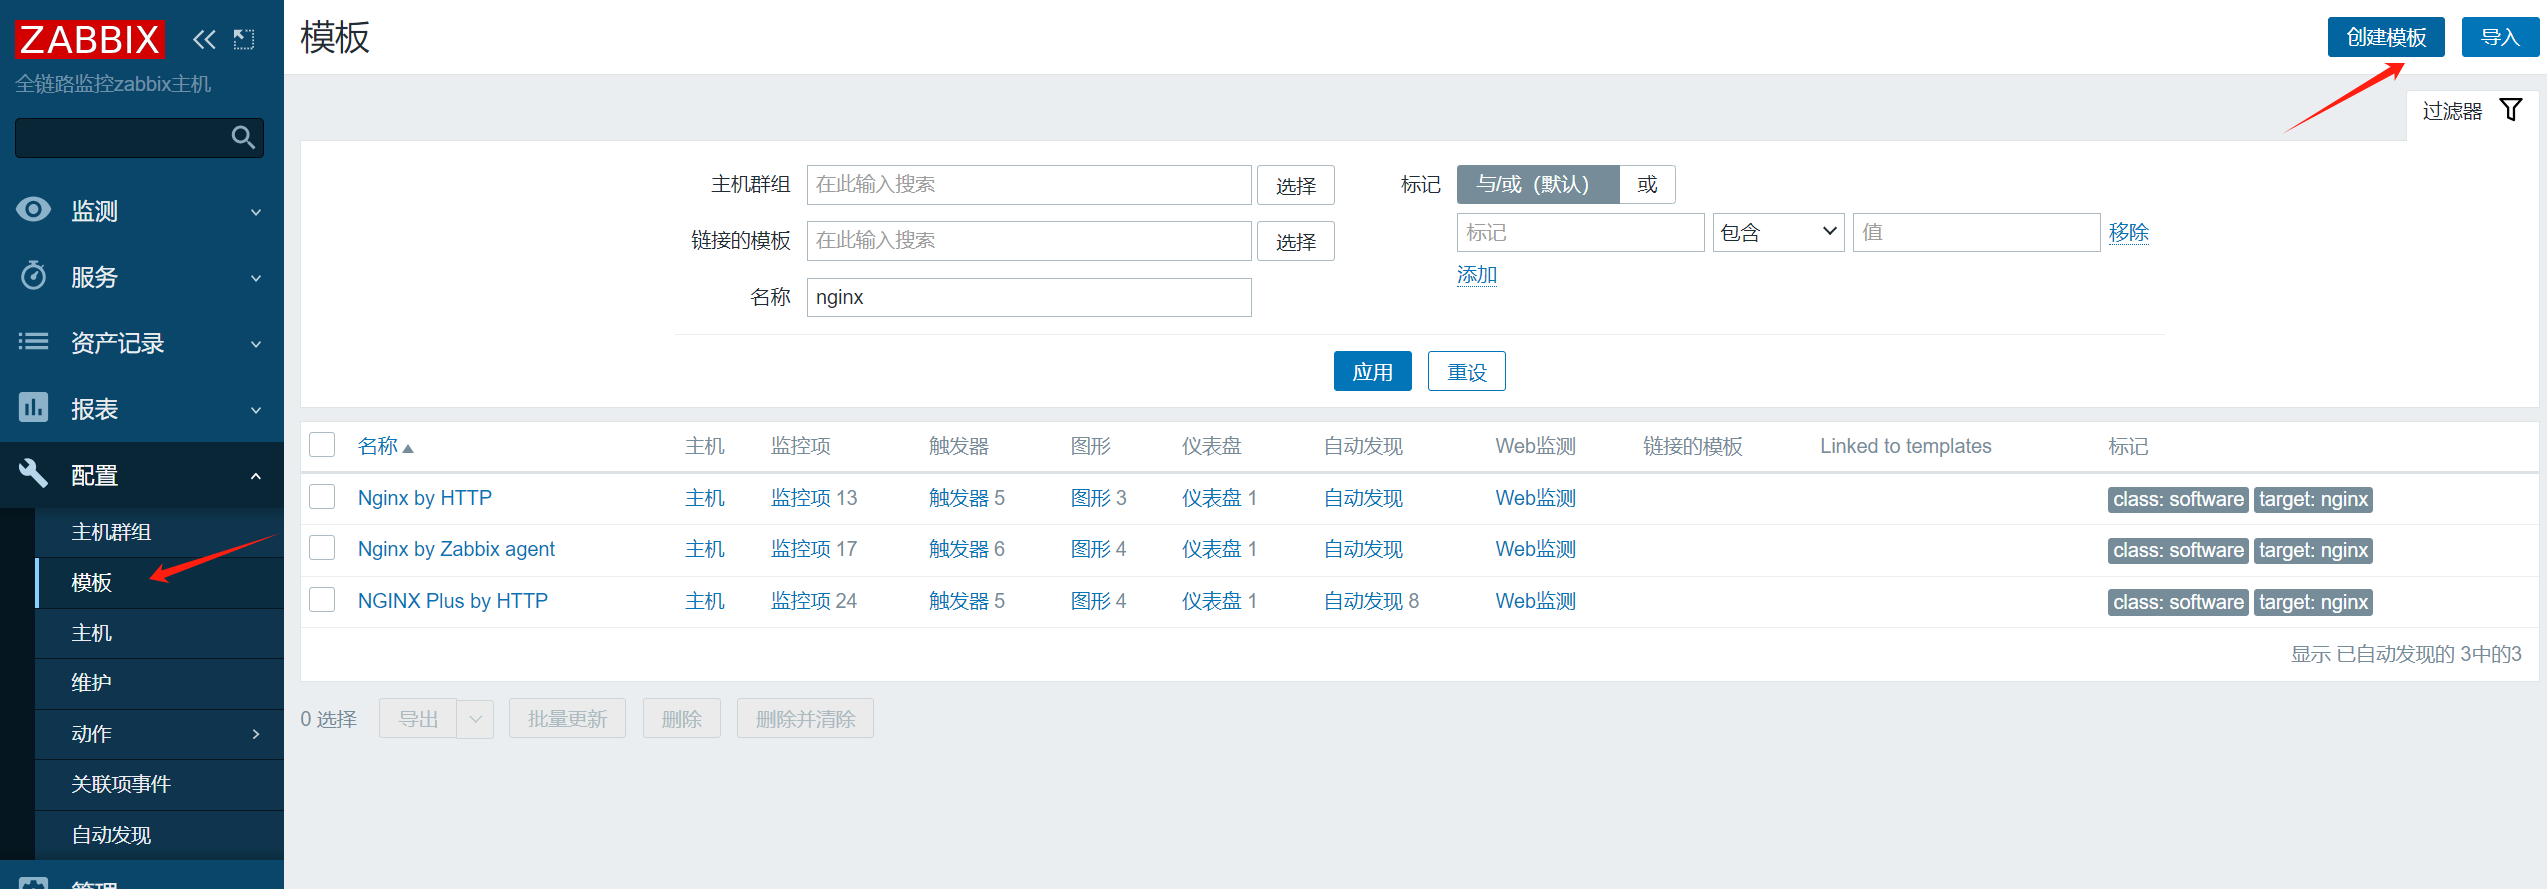 ZABBIX
全链路监控zabbix主机
监测
服务
资产记录
报表
配置
主机群组
模板
主机
维护
动作
关联项事件
自动发现
管理
模板
创建模板 导入
过滤器
主机群组 在此输入搜索 选择
链接的模板 在此输入搜索 选择
名称 nginx
标记 与/或（默认） 或
标记 包含 值 移除
添加
应用 重设
名称 主机 监控项 触发器 图形 仪表盘 自动发现 Web监测 链接的模板 Linked to templates 标记
Nginx by HTTP 主机 监控项 13 触发器 5 图形 3 仪表盘 1 自动发现 Web监测 class: software target: nginx
Nginx by Zabbix agent 主机 监控项 17 触发器 6 图形 4 仪表盘 1 自动发现 Web监测 class: software target: nginx
NGINX Plus by HTTP 主机 监控项 24 触发器 5 图形 4 仪表盘 1 自动发现 8 Web监测 class: software target: nginx
显示 已自动发现的 3中的3
0 选择 导出 批量更新 删除 删除并清除